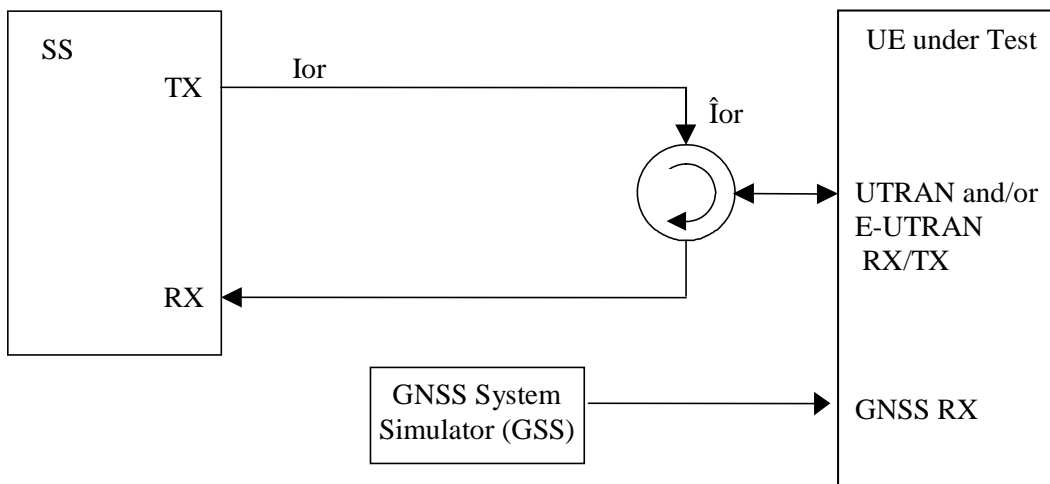 SS
UE under Test
TX
Ior
Îor
UTRAN and/or
E-UTRAN
RX/TX
RX
GNSS System
Simulator (GSS)
GNSS RX